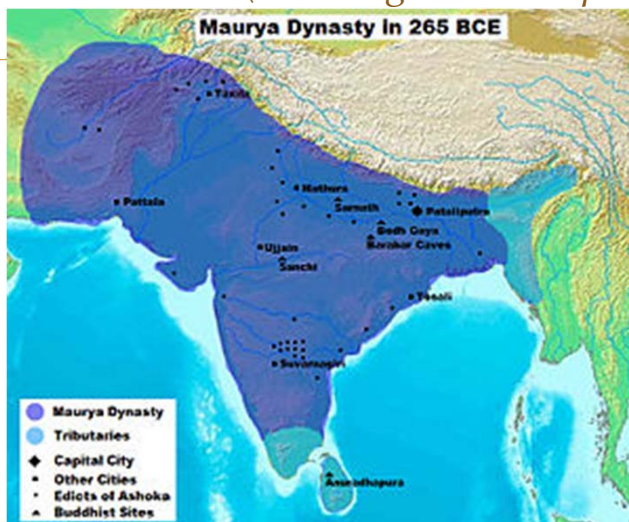 Maurya Dynasty in 265 BCE
Taxila
Mathura
Pattala
Sarnath
Pataliputra
Bodh Gaya
Barabar Caves
Ujjain
Sanchi
Tosali
Suvarnagiri
Anuradhapura
Maurya Dynasty
Tributaries
Capital City
Other Cities
Edicts of Ashoka
Buddhist Sites